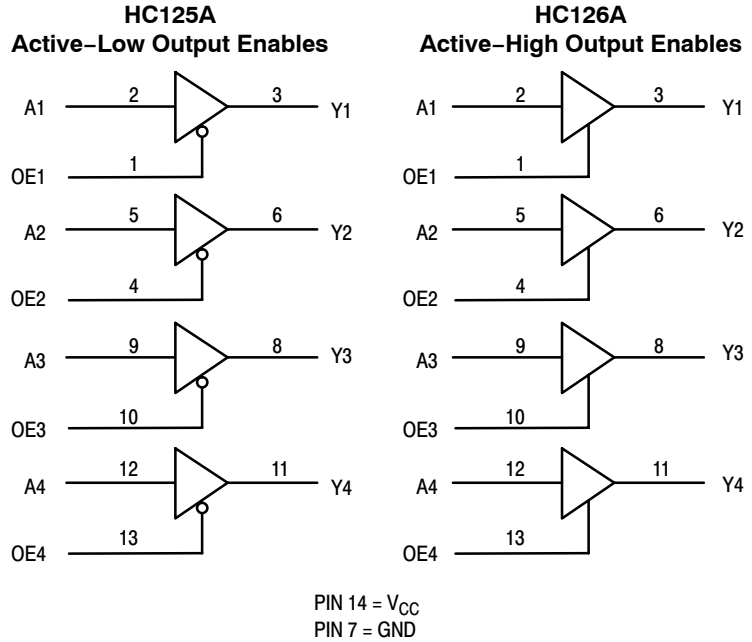 HC125A
Active–Low Output Enables
A1 2 3 Y1
OE1 1
A2 5 6 Y2
OE2 4
A3 9 8 Y3
OE3 10
A4 12 11 Y4
OE4 13
HC126A
Active–High Output Enables
A1 2 3 Y1
OE1 1
A2 5 6 Y2
OE2 4
A3 9 8 Y3
OE3 10
A4 12 11 Y4
OE4 13
PIN 14 = VCC
PIN 7 = GND